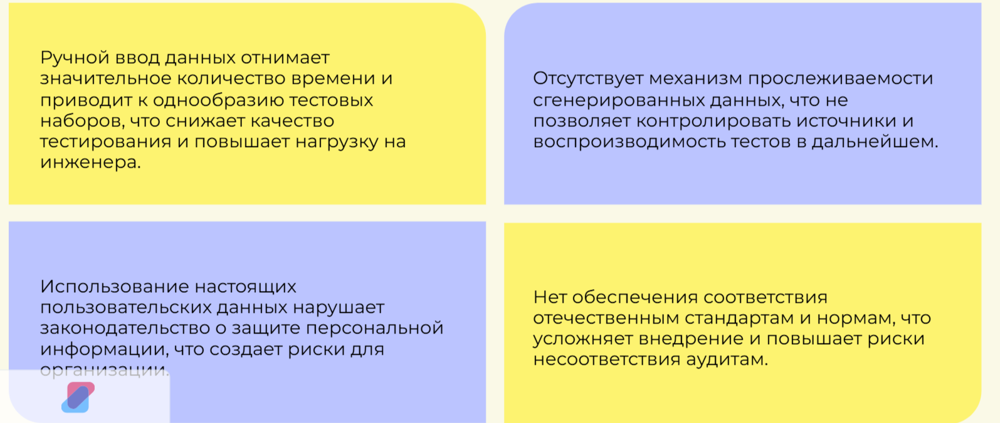 Ручной ввод данных отнимает
значительное количество времени и
приводит к однообразию тестовых
наборов, что снижает качество
тестирования и повышает нагрузку на
инженера.
Отсутствует механизм прослеживаемости
сгенерированных данных, что не
позволяет контролировать источники и
воспроизводимость тестов в дальнейшем.
Использование настоящих
пользовательских данных нарушает
законодательство о защите персональной
информации, что создает риски для
организации.
Нет обеспечения соответствия
отечественным стандартам и нормам, что
усложняет внедрение и повышает риски
несоответствия аудитам.